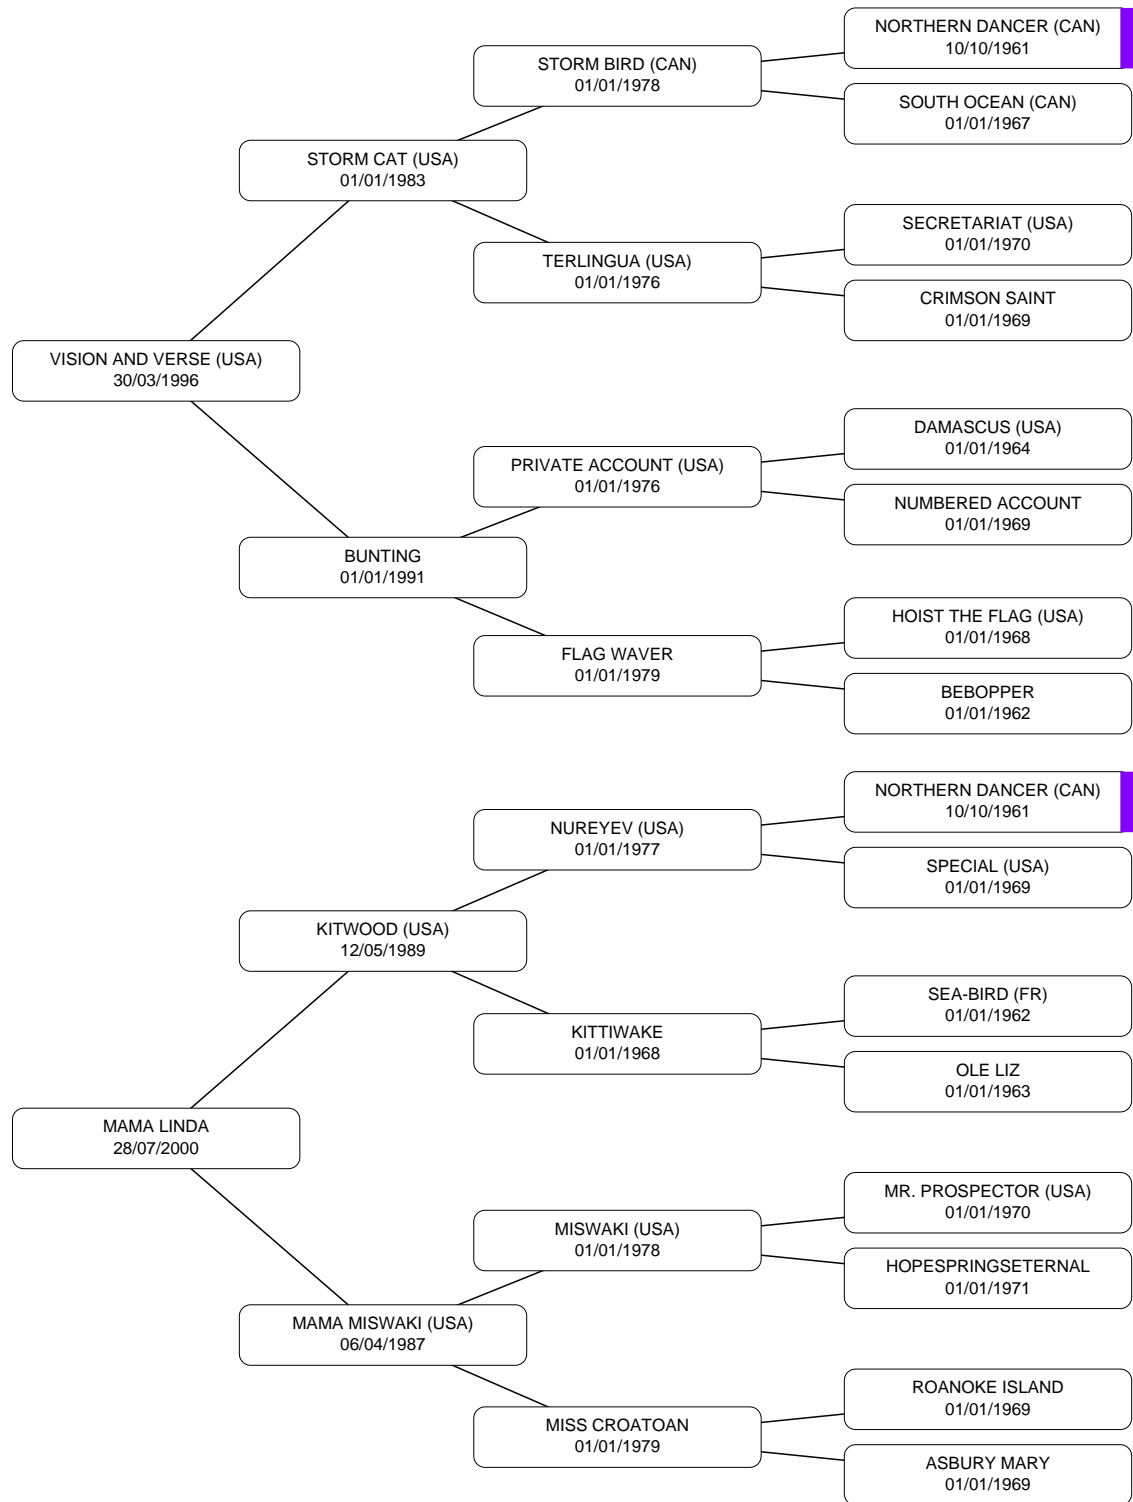 NORTHERN DANCER (CAN)
10/10/1961
STORM BIRD (CAN)
01/01/1978
SOUTH OCEAN (CAN)
01/01/1967
STORM CAT (USA)
01/01/1983
SECRETARIAT (USA)
01/01/1970
TERLINGUA (USA)
01/01/1976
CRIMSON SAINT
01/01/1969
VISION AND VERSE (USA)
30/03/1996
DAMASCUS (USA)
01/01/1964
PRIVATE ACCOUNT (USA)
01/01/1976
NUMBERED ACCOUNT
01/01/1969
BUNTING
01/01/1991
HOIST THE FLAG (USA)
01/01/1968
FLAG WAVER
01/01/1979
BEBOPPER
01/01/1962
NORTHERN DANCER (CAN)
10/10/1961
NUREYEV (USA)
01/01/1977
SPECIAL (USA)
01/01/1969
KITWOOD (USA)
12/05/1989
SEA-BIRD (FR)
01/01/1962
KITTIWAKE
01/01/1968
OLE LIZ
01/01/1963
MAMA LINDA
28/07/2000
MR. PROSPECTOR (USA)
01/01/1970
MISWAKI (USA)
01/01/1978
HOPESPRINGSETERNAL
01/01/1971
MAMA MISWAKI (USA)
06/04/1987
ROANOKE ISLAND
01/01/1969
MISS CROATOAN
01/01/1979
ASBURY MARY
01/01/1969